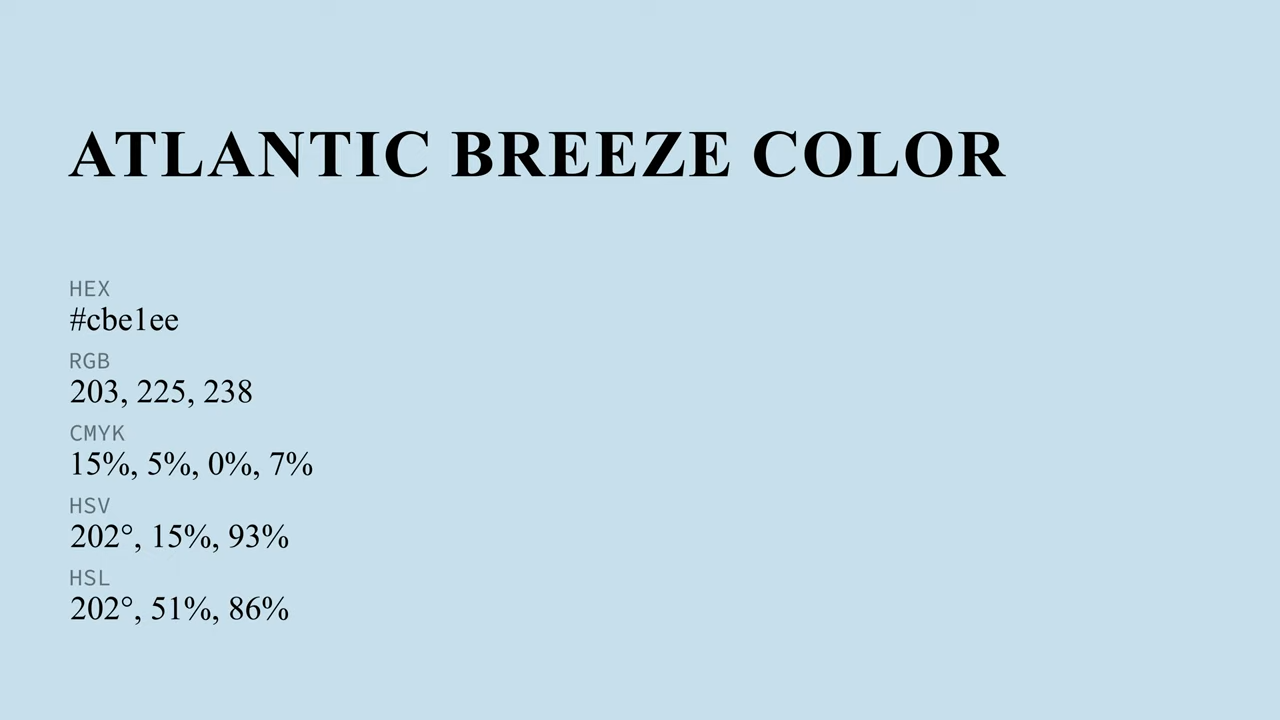 ATLANTIC BREEZE COLOR
HEX
#cbe1ee
RGB
203, 225, 238
CMYK
15%, 5%, 0%, 7%
HSV
202°, 15%, 93%
HSL
202°, 51%, 86%